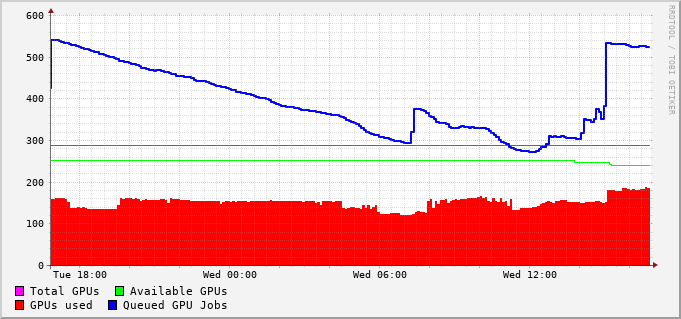 600
500
400
300
200
100
0
Tue 18:00 Wed 00:00 Wed 06:00 Wed 12:00
Total GPUs Available GPUs
GPUs used Queued GPU Jobs
RRDTOOL / TOBI OETIKER